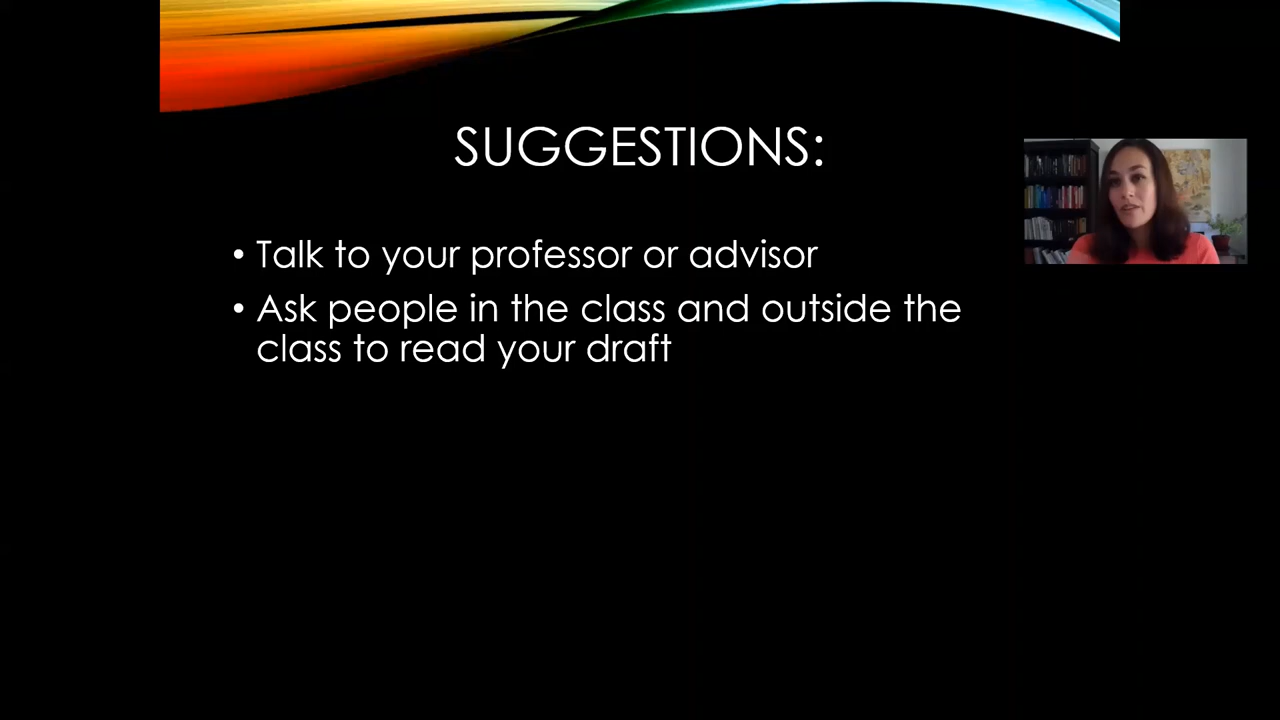 SUGGESTIONS:
• Talk to your professor or advisor
• Ask people in the class and outside the
class to read your draft